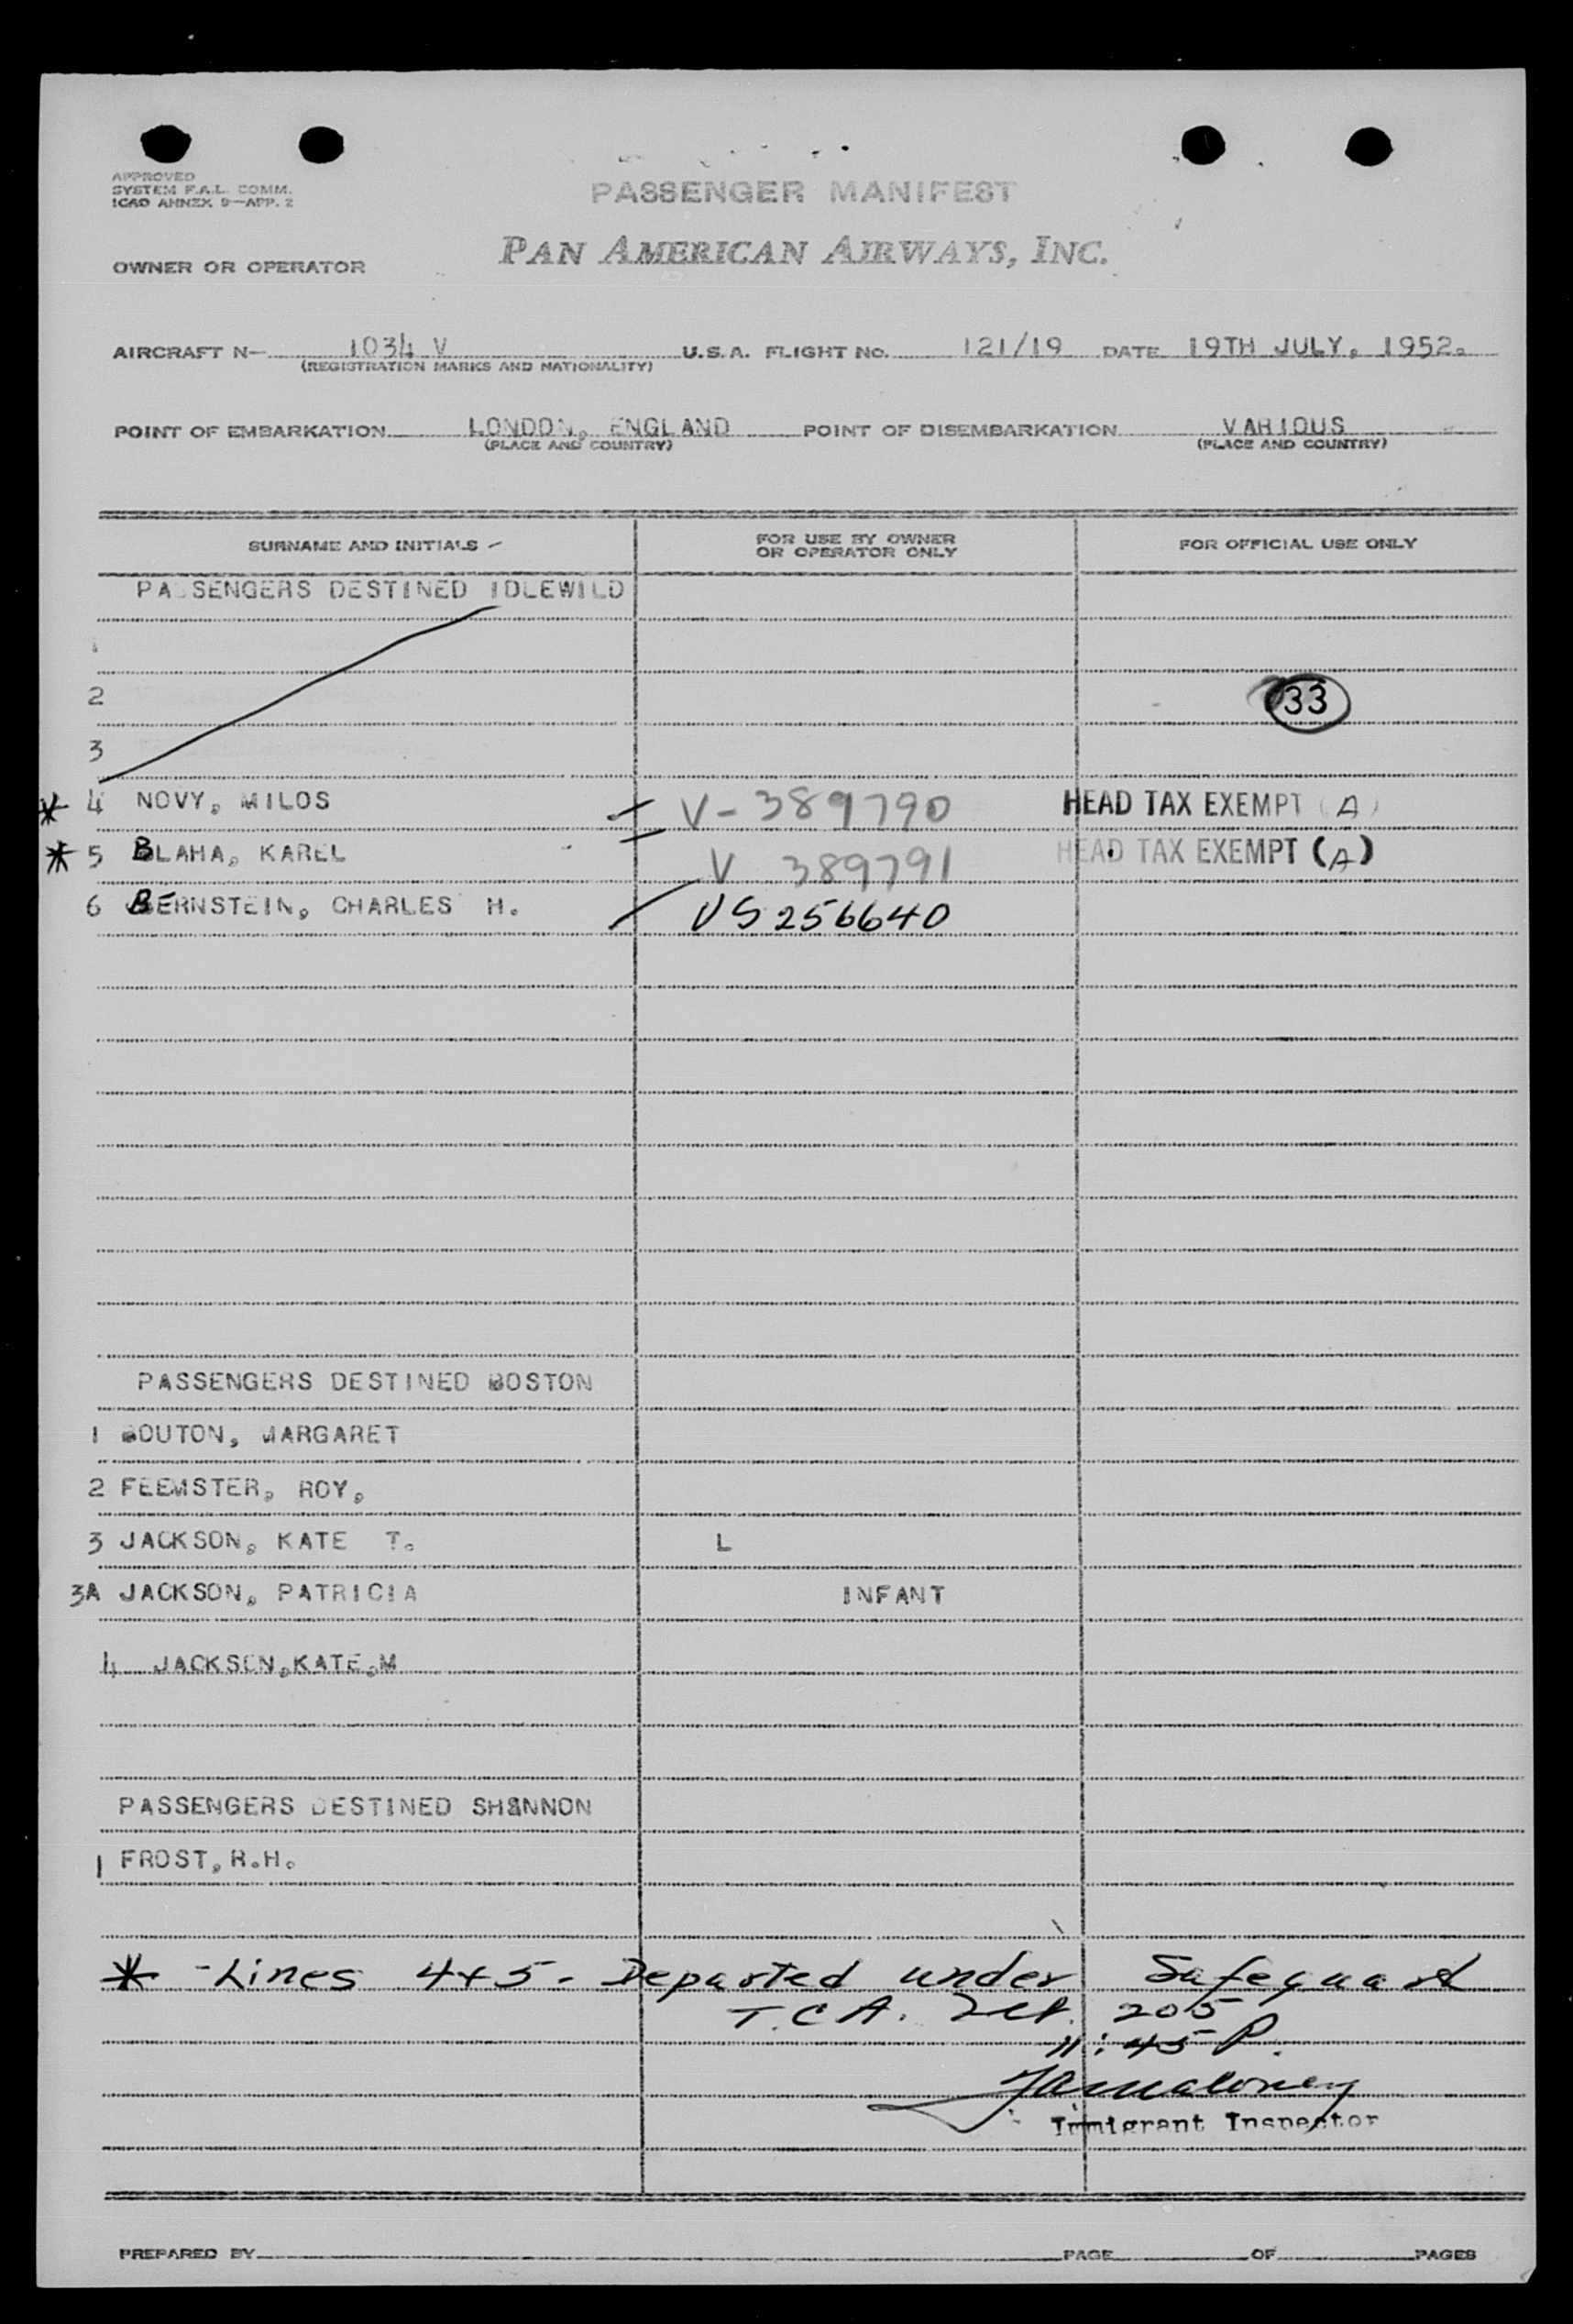 APPROVED
SYSTEM F.A.L. COMM.
ICAO ANNEX 9—APP. 2
PASSENGER MANIFEST
OWNER OR OPERATOR PAN AMERICAN AIRWAYS, INC.
AIRCRAFT N— 1034 V U.S.A. FLIGHT NO. 121/19 DATE 19TH JULY, 1952.
(REGISTRATION MARKS AND NATIONALITY)
POINT OF EMBARKATION LONDON, ENGLAND POINT OF DISEMBARKATION VARIOUS
(PLACE AND COUNTRY) (PLACE AND COUNTRY)
SURNAME AND INITIALS FOR USE BY OWNER OR OPERATOR ONLY FOR OFFICIAL USE ONLY
PA SENGERS DESTINED IDLEWILD
1
2 33
3
* 4 NOVY, MILOS V-389790 HEAD TAX EXEMPT (A)
* 5 BLAHA, KAREL V 389791 HEAD TAX EXEMPT (A)
6 BERNSTEIN, CHARLES H. VS256640
PASSENGERS DESTINED BOSTON
1 BOUTON, MARGARET
2 FEEMSTER, ROY,
3 JACKSON, KATE T. L
3A JACKSON, PATRICIA INFANT
4 JACKSON,KATE,M
PASSENGERS DESTINED SHANNON
1 FROST,R.H.
* -Lines 4+5- Departed under Safeguard
T.C.A. 205
11:45 P.
Immigrant Inspector
PREPARED BY PAGE OF PAGES